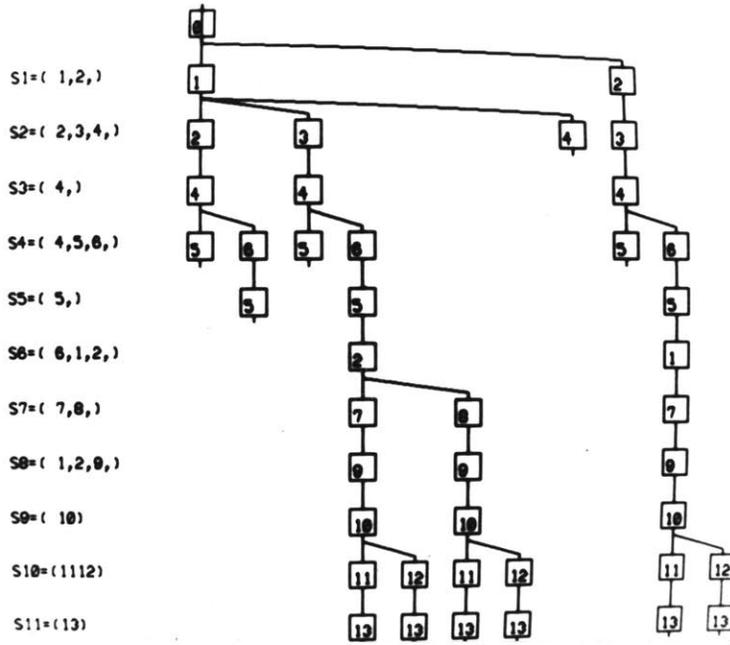 0
S1=( 1,2,) 1 2
S2=( 2,3,4,) 2 3 4 3
S3=( 4,) 4 4 4
S4=( 4,5,6,) 5 6 5 6 5 6
S5=( 5,) 5 5 5
S6=( 6,1,2,) 2 1
S7=( 7,8,) 7 8 7
S8=( 1,2,9,) 9 9 9
S9=( 10) 10 10 10
S10=(1112) 11 12 11 12 11 12
S11=(13) 13 13 13 13 13 13